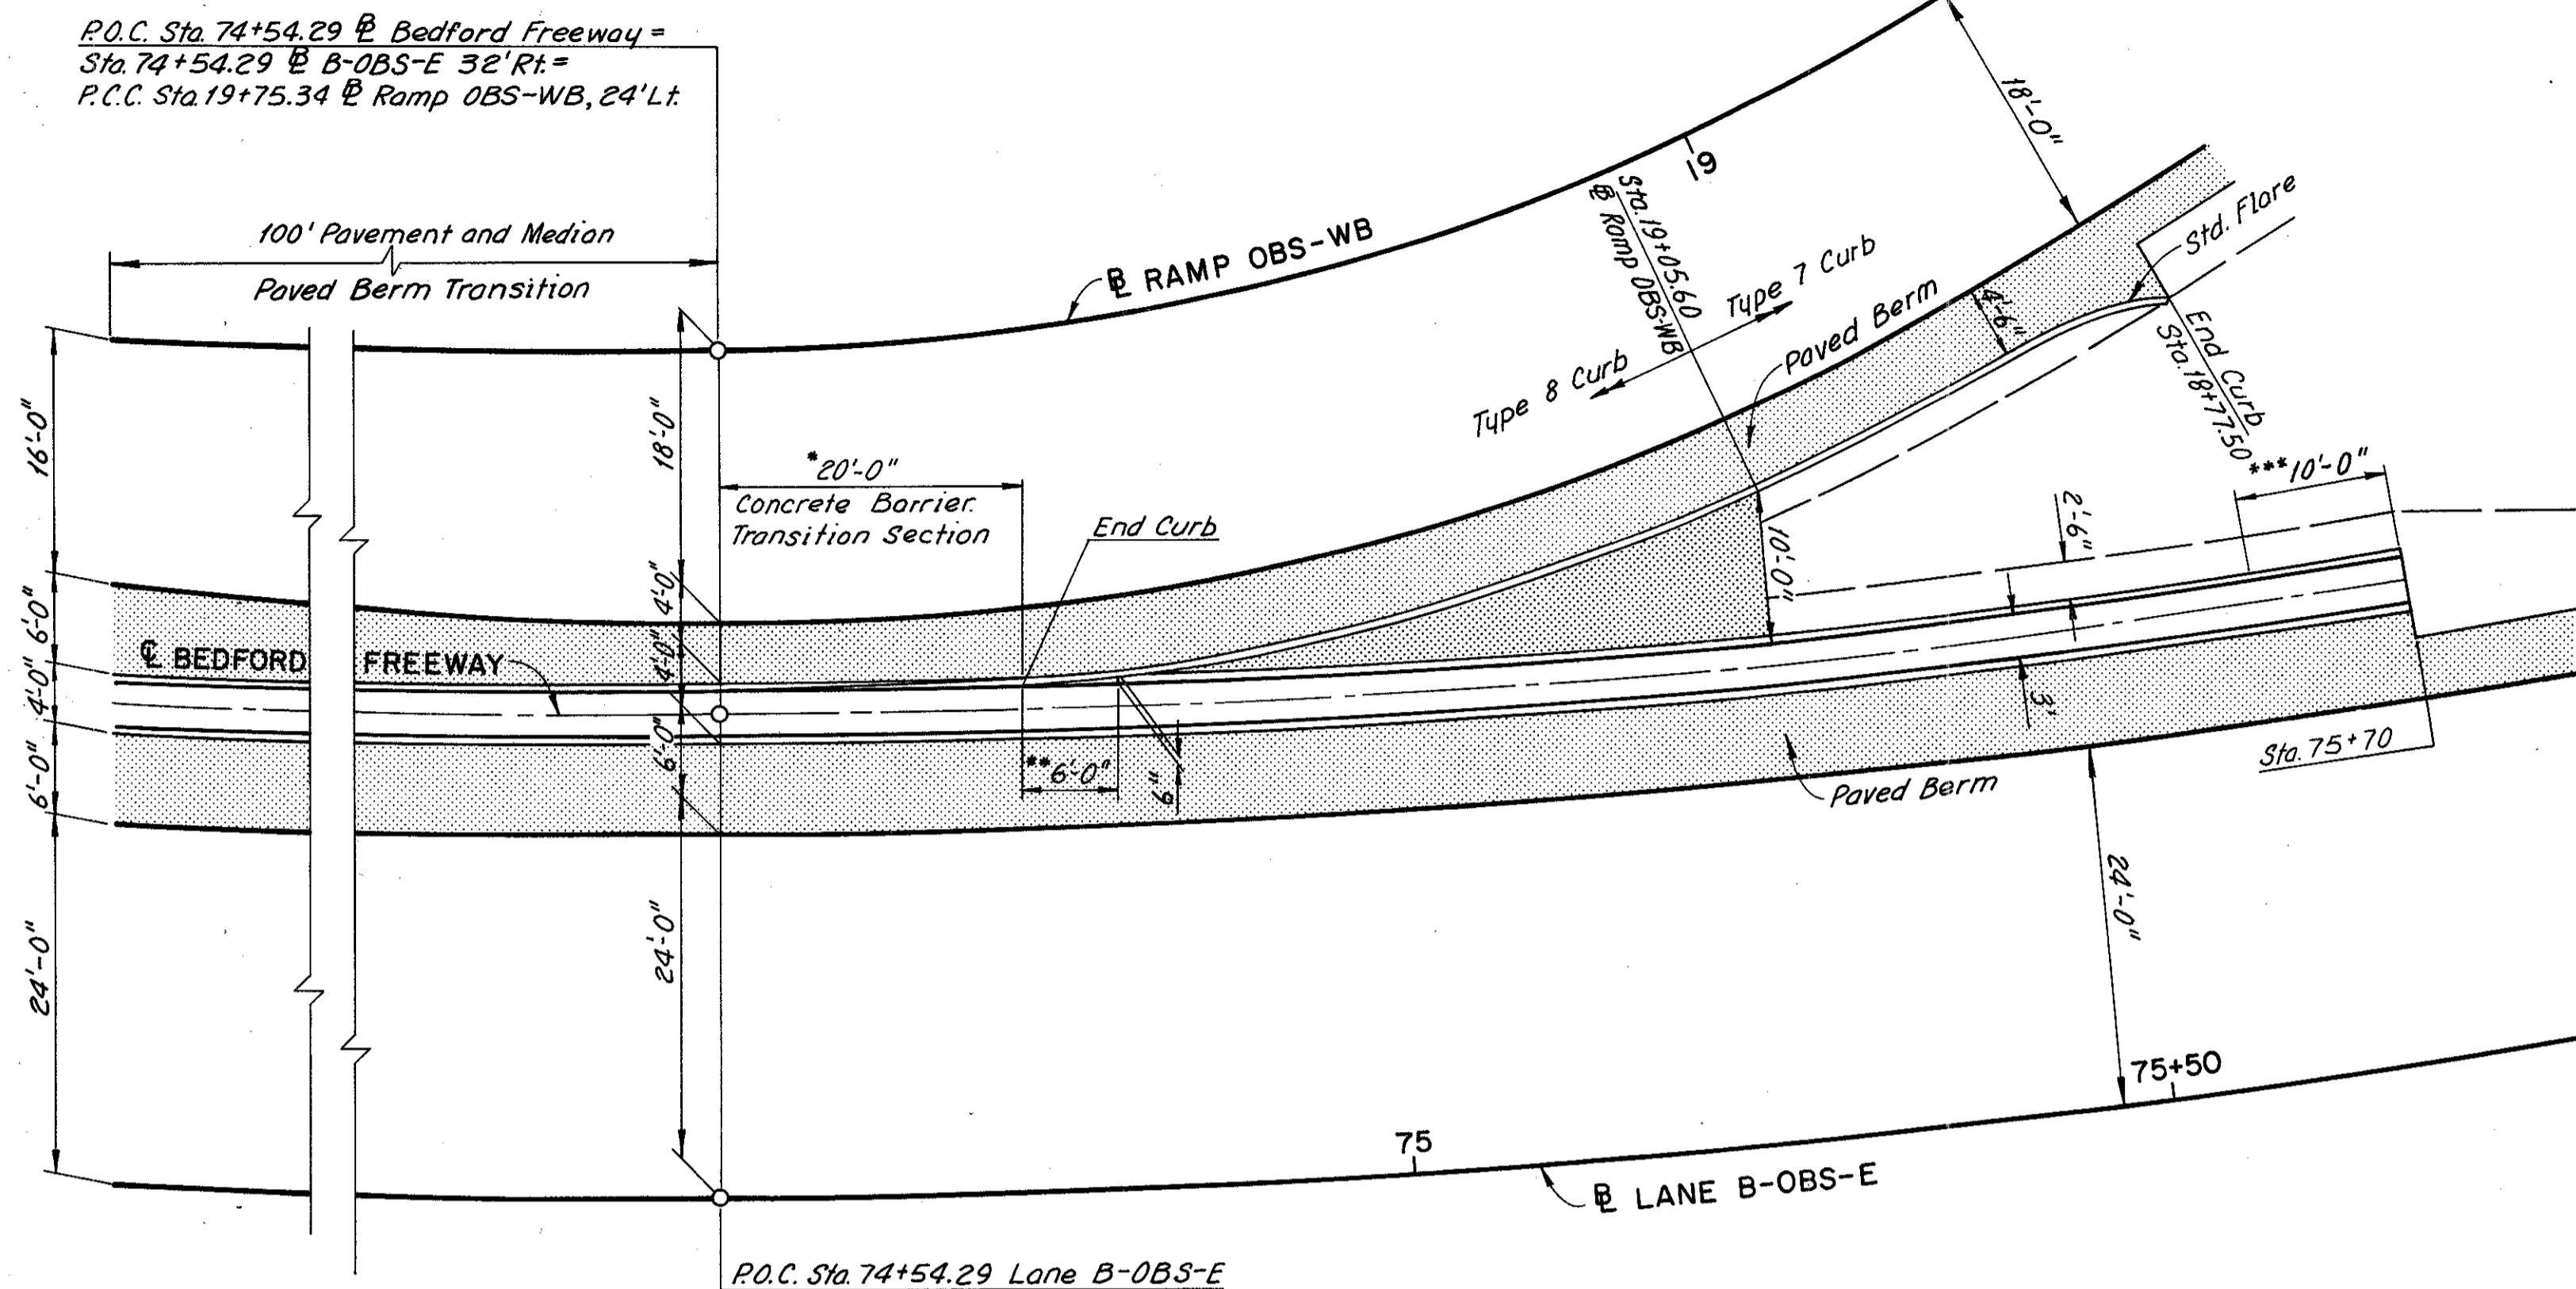 P.O.C. Sta. 74+54.29 ⅊ Bedford Freeway =
Sta. 74+54.29 ⅊ B-OBS-E 32' Rt. =
P.C.C. Sta. 19+75.34 ⅊ Ramp OBS-WB, 24' Lt.
100' Pavement and Median
Paved Berm Transition
18'-0"
19
Sta. 19+05.60
⅊ Ramp OBS-WB
Std. Flare
⅊ RAMP OBS-WB
Type 7 Curb
Type 8 Curb
Paved Berm
4'-6"
End Curb
Sta. 18+77.50
16'-0"
18'-0"
*20'-0"
Concrete Barrier
Transition Section
End Curb
***10'-0"
2'-6"
10'-0"
6'-0"
4'-0"
4'-0"
℄ BEDFORD FREEWAY
4'-0"
6'-0"
6'-0"
**6'-0"
6"
3'
Paved Berm
Sta. 75+70
24'-0"
24'-0"
24'-0"
75+50
75
⅊ LANE B-OBS-E
P.O.C. Sta. 74+54.29 Lane B-OBS-E